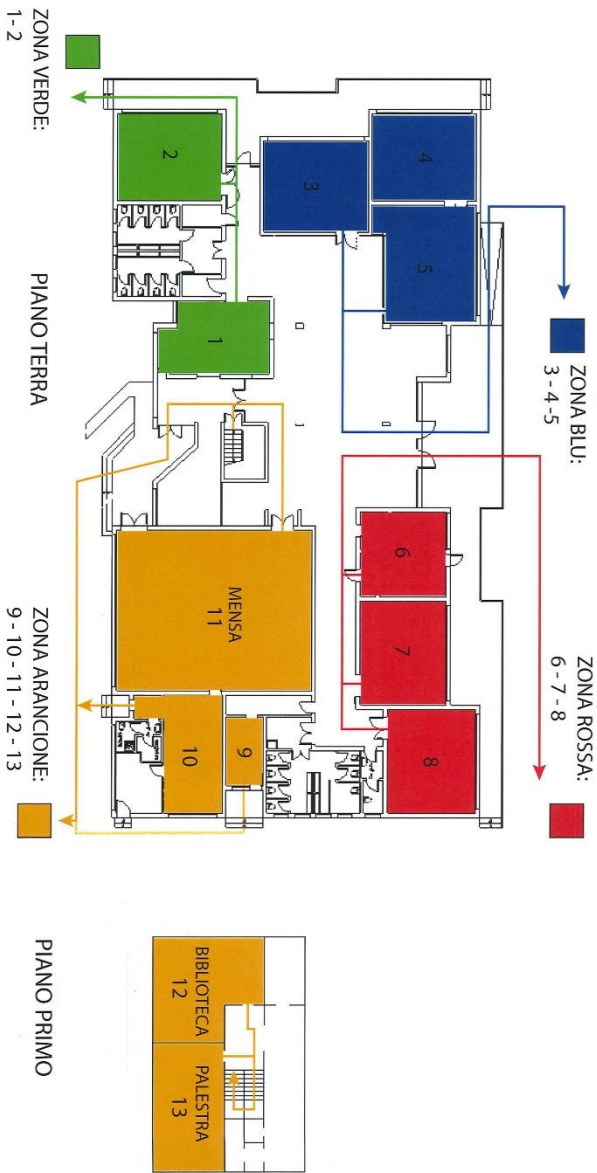 ZONA BLU:
3 - 4-5
ZONA ROSSA:
6 - 7 - 8
4
5
8
6
7
3
MENSA
11
9
10
1
2
BIBLIOTECA
12
PALESTRA
13
ZONA VERDE:
1- 2
PIANO TERRA
ZONA ARANCIONE:
9 - 10 - 11 - 12 - 13
PIANO PRIMO